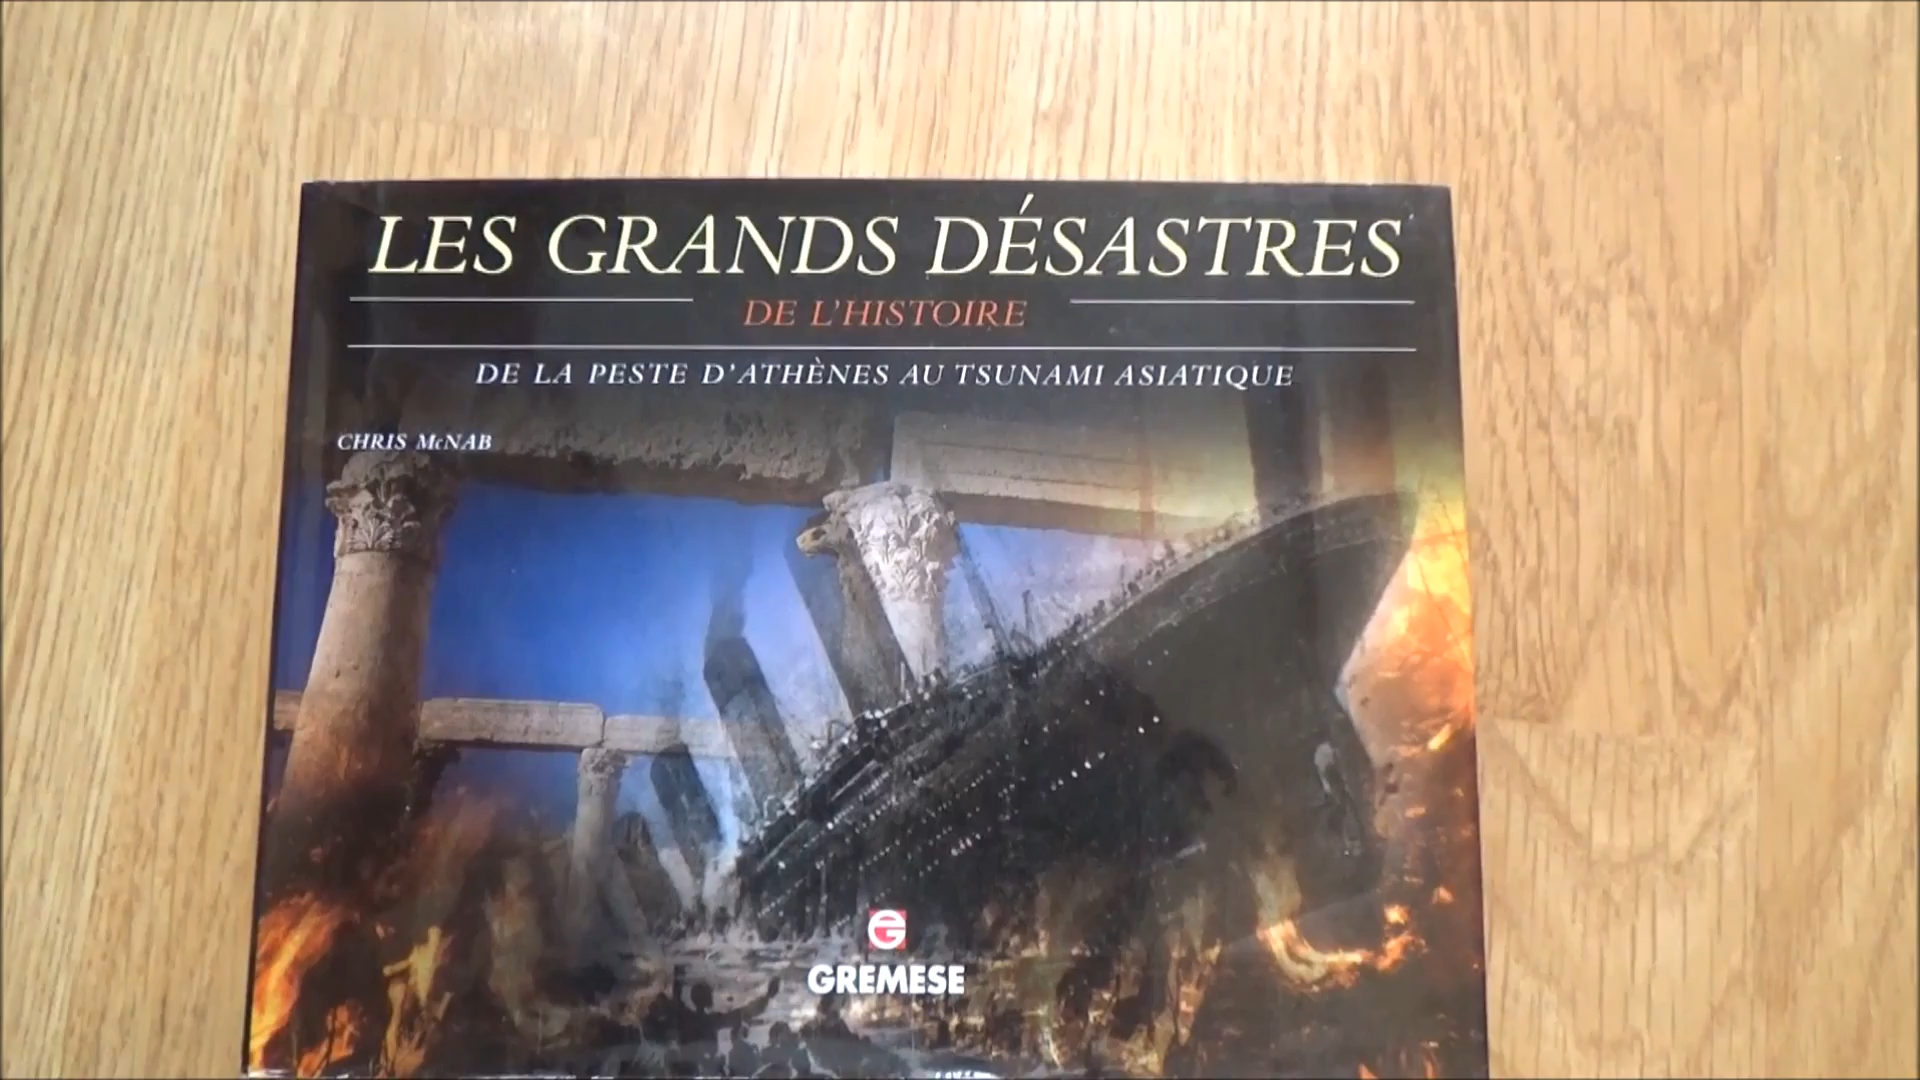 LES GRANDS DÉSASTRES
DE L'HISTOIRE
DE LA PESTE D'ATHÈNES AU TSUNAMI ASIATIQUE
CHRIS McNAB
GREMESE